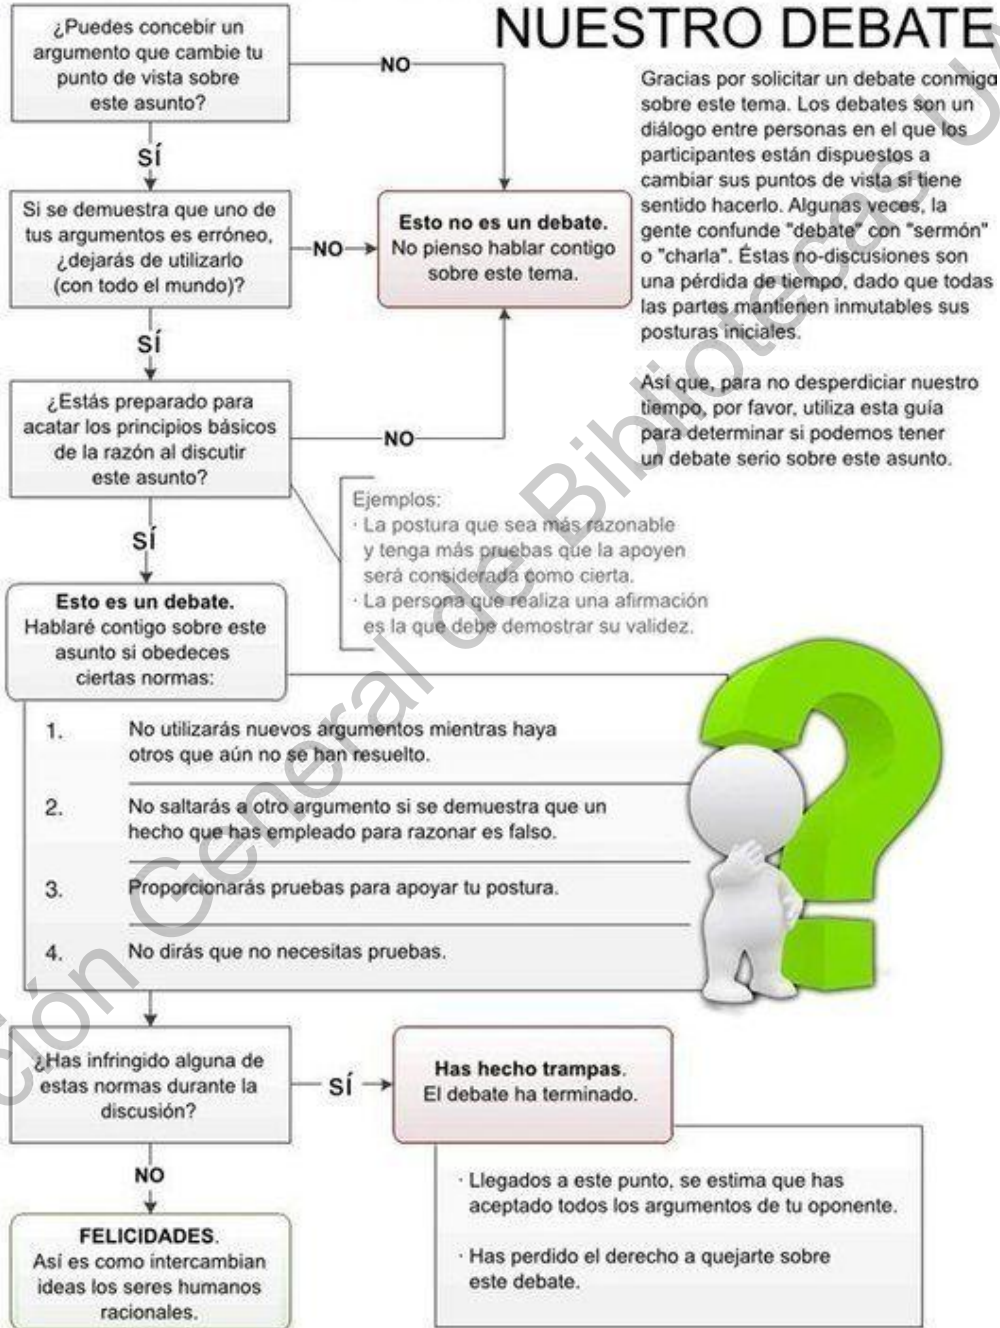 NUESTRO DEBATE
Gracias por solicitar un debate conmigo
sobre este tema. Los debates son un
diálogo entre personas en el que los
participantes están dispuestos a
cambiar sus puntos de vista si tiene
sentido hacerlo. Algunas veces, la
gente confunde "debate" con "sermón"
o "charla". Éstas no-discusiones son
una pérdida de tiempo, dado que todas
las partes mantienen inmutables sus
posturas iniciales.
Así que, para no desperdiciar nuestro
tiempo, por favor, utiliza esta guía
para determinar si podemos tener
un debate serio sobre este asunto.
¿Puedes concebir un
argumento que cambie tu
punto de vista sobre
este asunto?
NO
SÍ
Si se demuestra que uno de
tus argumentos es erróneo,
¿dejarás de utilizarlo
(con todo el mundo)?
NO
Esto no es un debate.
No pienso hablar contigo
sobre este tema.
SÍ
¿Estás preparado para
acatar los principios básicos
de la razón al discutir
este asunto?
NO
Ejemplos:
· La postura que sea más razonable
y tenga más pruebas que la apoyen
será considerada como cierta.
· La persona que realiza una afirmación
es la que debe demostrar su validez.
SÍ
Esto es un debate.
Hablaré contigo sobre este
asunto si obedeces
ciertas normas:
1. No utilizarás nuevos argumentos mientras haya
otros que aún no se han resuelto.
2. No saltarás a otro argumento si se demuestra que un
hecho que has empleado para razonar es falso.
3. Proporcionarás pruebas para apoyar tu postura.
4. No dirás que no necesitas pruebas.
¿Has infringido alguna de
estas normas durante la
discusión?
SÍ
Has hecho trampas.
El debate ha terminado.
· Llegados a este punto, se estima que has
aceptado todos los argumentos de tu oponente.
· Has perdido el derecho a quejarte sobre
este debate.
NO
FELICIDADES.
Así es como intercambian
ideas los seres humanos
racionales.
ción General de Bibliotecas UA